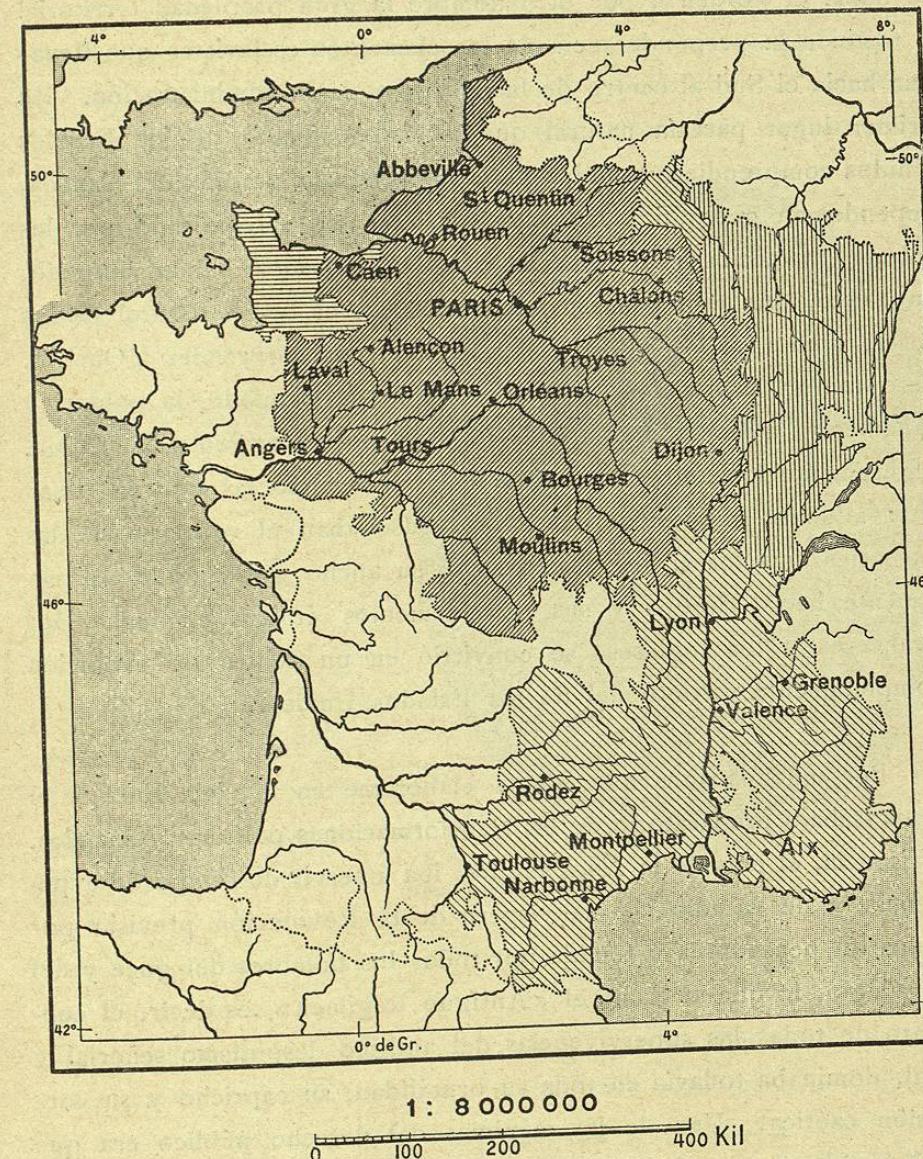 4° 0° 4° 8°
50° 50°
Abbeville
St Quentin
Rouen
Soissons
Caen
PARIS Châlons
Alençon Troyes
Laval
Le Mans Orléans
Angers Tours Dijon
Bourges
Moulins
46° 46
Lyon
Grenoble
Valence
Rodez
Montpellier Aix
Toulouse
Narbonne
42°
0° de Gr. 4°
1: 8 000 000
0 100 200 400 Kil